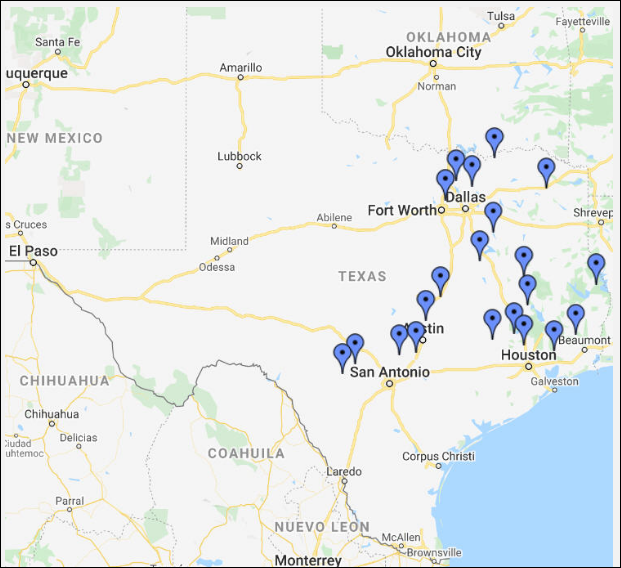 Tulsa
Fayetteville
Santa Fe
OKLAHOMA
Oklahoma City
Amarillo
uquerque
Norman
NEW MEXICO
Lubbock
Dallas
Fort Worth
Shrevep
Abilene
s Cruces
Midland
El Paso
Odessa
TEXAS
stin
Beaumont
Houston
San Antonio
CHIHUAHUA
Galveston
Chihuahua
Ciudad
uhtemoc
Delicias
COAHUILA
Corpus Christi
Laredo
Parral
NUEVO LEON
McAllen
Brownsville
Monterrey